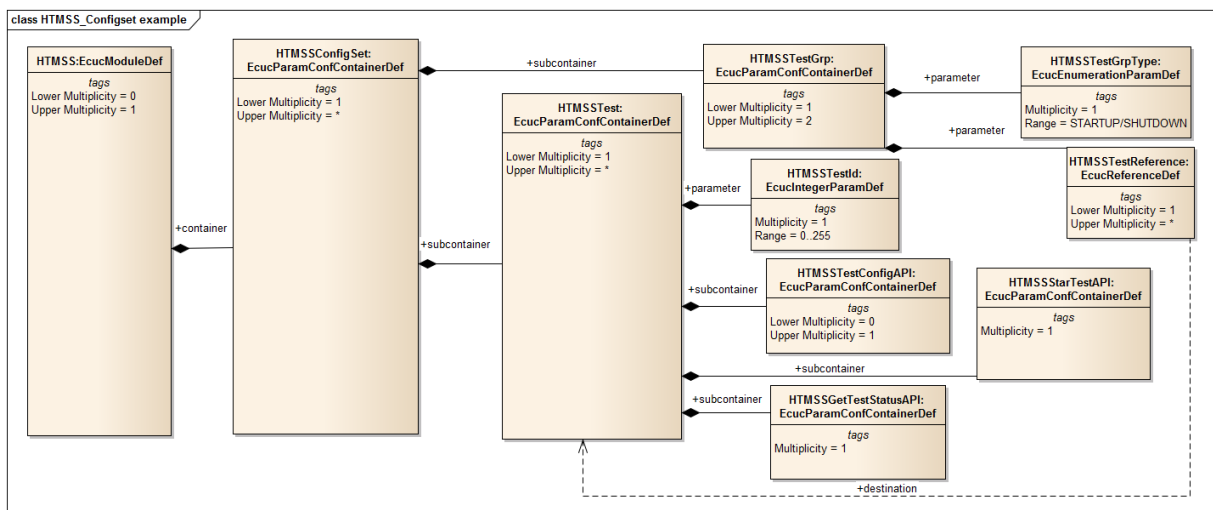 class HTMSS_Configset example
HTMSS:EcucModuleDef
tags
Lower Multiplicity = 0
Upper Multiplicity = 1
+container
HTMSSConfigSet:
EcucParamConfContainerDef
tags
Lower Multiplicity = 1
Upper Multiplicity = *
+subcontainer
+subcontainer
HTMSSTest:
EcucParamConfContainerDef
tags
Lower Multiplicity = 1
Upper Multiplicity = *
HTMSSTestGrp:
EcucParamConfContainerDef
tags
Lower Multiplicity = 1
Upper Multiplicity = 2
+parameter
HTMSSTestGrpType:
EcucEnumerationParamDef
tags
Multiplicity = 1
Range = STARTUP/SHUTDOWN
+parameter
HTMSSTestReference:
EcucReferenceDef
tags
Lower Multiplicity = 1
Upper Multiplicity = *
+parameter
HTMSSTestId:
EcucIntegerParamDef
tags
Multiplicity = 1
Range = 0..255
+subcontainer
HTMSSTestConfigAPI:
EcucParamConfContainerDef
tags
Lower Multiplicity = 0
Upper Multiplicity = 1
HTMSSStarTestAPI:
EcucParamConfContainerDef
tags
Multiplicity = 1
+subcontainer
+subcontainer
HTMSSGetTestStatusAPI:
EcucParamConfContainerDef
tags
Multiplicity = 1
+destination